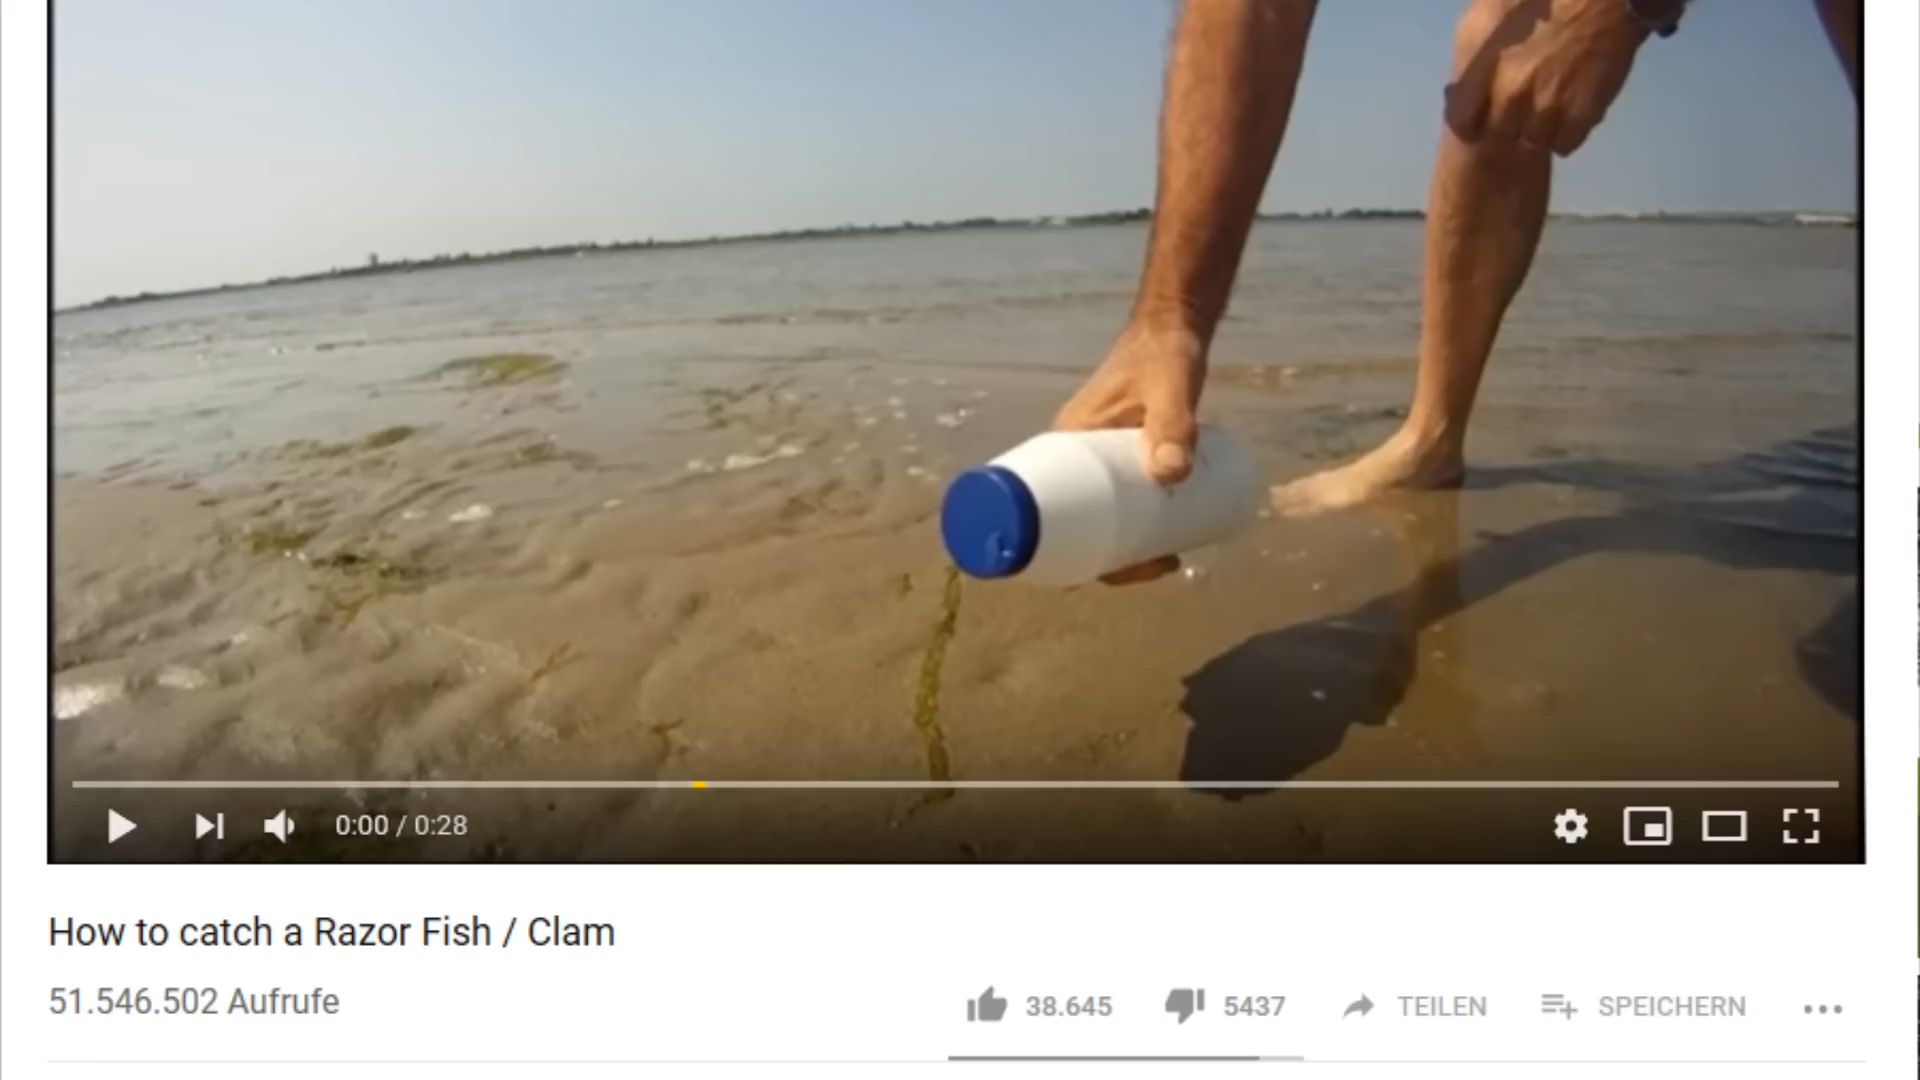 0:00 / 0:28
How to catch a Razor Fish / Clam
51.546.502 Aufrufe
38.645 5437 TEILEN SPEICHERN